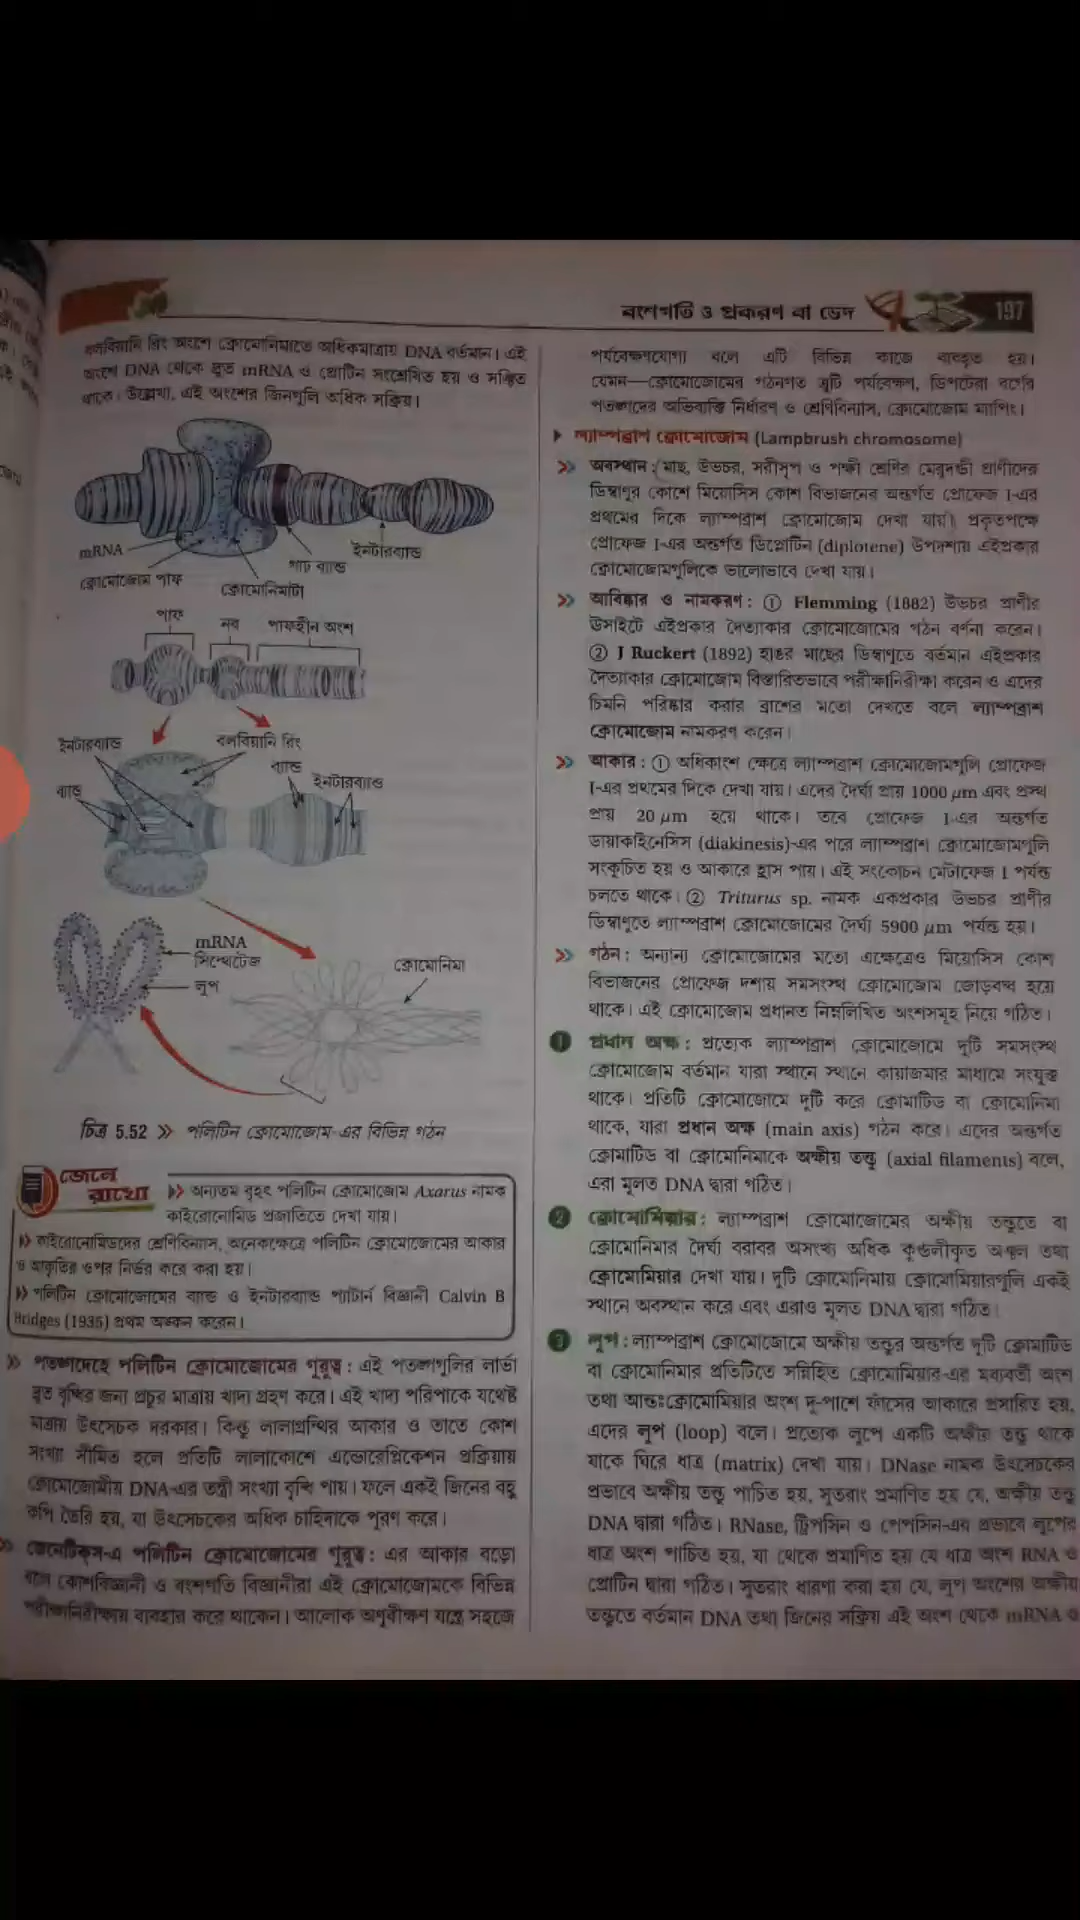 বংশগতি ও প্রকরণ বা ভেদ
197
বলবিয়ানি রিং অংশে ক্রোমোনিমাতে অধিকমাত্রায় DNA বর্তমান। এই
অংশে DNA থেকে দ্রুত mRNA ও প্রোটিন সংশ্লেষিত হয় ও সঞ্চিত
থাকে। উল্লেখ্য, এই অংশের জিনগুলি অধিক সক্রিয়।
mRNA
ক্রোমোজোম পাফ
ক্রোমোনিমাটা
গাঢ় ব্যান্ড
ইনটারব্যান্ড
পাফ
নব
পাফহীন অংশ
ইনটারব্যান্ড
বলবিয়ানি রিং
ব্যান্ড
ব্যান্ড
ইনটারব্যান্ড
mRNA
সিন্থেটেজ
লুপ
ক্রোমোনিমা
চিত্র 5.52 >> পলিটিন ক্রোমোজোম-এর বিভিন্ন গঠন
জেনে
রাখো
>> অন্যতম বৃহৎ পলিটিন ক্রোমোজোম Axarus নামক
কাইরোনোমিড প্রজাতিতে দেখা যায়।
>> কাইরোনোমিডদের শ্রেণিবিন্যাস, অনেকক্ষেত্রে পলিটিন ক্রোমোজোমের আকার
ও আকৃতির ওপর নির্ভর করে করা হয়।
>> পলিটিন ক্রোমোজোমের ব্যান্ড ও ইনটারব্যান্ড প্যাটার্ন বিজ্ঞানী Calvin B
Bridges (1935) প্রথম অঙ্কন করেন।
>> পতঙ্গদেহে পলিটিন ক্রোমোজোমের গুরুত্ব : এই পতঙ্গগুলির লার্ভা
দ্রুত বৃদ্ধির জন্য প্রচুর মাত্রায় খাদ্য গ্রহণ করে। এই খাদ্য পরিপাকে যথেষ্ট
মাত্রায় উৎসেচক দরকার। কিন্তু লালাগ্রন্থির আকার ও তাতে কোশ
সংখ্যা সীমিত হলে প্রতিটি লালাকোশে এন্ডোরেপ্লিকেশন প্রক্রিয়ায়
ক্রোমোজোমীয় DNA-এর তন্ত্রী সংখ্যা বৃদ্ধি পায়। ফলে একই জিনের বহু
কপি তৈরি হয়, যা উৎসেচকের অধিক চাহিদাকে পূরণ করে।
>> জেনেটিকস-এ পলিটিন ক্রোমোজোমের গুরুত্ব : এর আকার বড়ো
বলে কোশবিজ্ঞানী ও বংশগতি বিজ্ঞানীরা এই ক্রোমোজোমকে বিভিন্ন
পরীক্ষানিরীক্ষায় ব্যবহার করে থাকেন। আলোক অণুবীক্ষণ যন্ত্রে সহজে
পর্যবেক্ষণযোগ্য বলে এটি বিভিন্ন কাজে ব্যবহৃত হয়।
যেমন—ক্রোমোজোমের গঠনগত ত্রুটি পর্যবেক্ষণ, ডিপটেরা বর্গের
পতঙ্গদের অভিব্যক্তি নির্ধারণ ও শ্রেণিবিন্যাস, ক্রোমোজোম ম্যাপিং।
▶ ল্যাম্পব্রাশ ক্রোমোজোম (Lampbrush chromosome)
>> অবস্থান : (মাছ, উভচর, সরীসৃপ ও পক্ষী শ্রেণির মেরুদণ্ডী প্রাণীদের
ডিম্বাণুর কোশে মিয়োসিস কোশ বিভাজনের অন্তর্গত প্রোফেজ I-এর
প্রথমের দিকে ল্যাম্পব্রাশ ক্রোমোজোম দেখা যায়) প্রকৃতপক্ষে
প্রোফেজ I-এর অন্তর্গত ডিপ্লোটিন (diplotene) উপদশায় এইপ্রকার
ক্রোমোজোমগুলিকে ভালোভাবে দেখা যায়।
>> আবিষ্কার ও নামকরণ : ① Flemming (1882) উভচর প্রাণীর
ঊসাইটে এইপ্রকার দৈত্যাকার ক্রোমোজোমের গঠন বর্ণনা করেন।
② J Ruckert (1892) হাঙর মাছের ডিম্বাণুতে বর্তমান এইপ্রকার
দৈত্যাকার ক্রোমোজোম বিস্তারিতভাবে পরীক্ষানিরীক্ষা করেন ও এদের
চিমনি পরিষ্কার করার ব্রাশের মতো দেখতে বলে ল্যাম্পব্রাশ
ক্রোমোজোম নামকরণ করেন।
>> আকার : ① অধিকাংশ ক্ষেত্রে ল্যাম্পব্রাশ ক্রোমোজোমগুলি প্রোফেজ
I-এর প্রথমের দিকে দেখা যায়। এদের দৈর্ঘ্য প্রায় 1000 μm এবং প্রস্থ
প্রায় 20 μm হয়ে থাকে। তবে প্রোফেজ I-এর অন্তর্গত
ডায়াকাইনেসিস (diakinesis)-এর পরে ল্যাম্পব্রাশ ক্রোমোজোমগুলি
সংকুচিত হয় ও আকারে হ্রাস পায়। এই সংকোচন মেটাফেজ I পর্যন্ত
চলতে থাকে। ② Triturus sp. নামক একপ্রকার উভচর প্রাণীর
ডিম্বাণুতে ল্যাম্পব্রাশ ক্রোমোজোমের দৈর্ঘ্য 5900 μm পর্যন্ত হয়।
>> গঠন : অন্যান্য ক্রোমোজোমের মতো এক্ষেত্রেও মিয়োসিস কোশ
বিভাজনের প্রোফেজ দশায় সমসংস্থ ক্রোমোজোম জোড়বদ্ধ হয়ে
থাকে। এই ক্রোমোজোম প্রধানত নিম্নলিখিত অংশসমূহ নিয়ে গঠিত।
1 প্রধান অক্ষ : প্রত্যেক ল্যাম্পব্রাশ ক্রোমোজোমে দুটি সমসংস্থ
ক্রোমোজোম বর্তমান যারা স্থানে স্থানে কায়াজমার মাধ্যমে সংযুক্ত
থাকে। প্রতিটি ক্রোমোজোমে দুটি করে ক্রোমাটিড বা ক্রোমোনিমা
থাকে, যারা প্রধান অক্ষ (main axis) গঠন করে। এদের অন্তর্গত
ক্রোমাটিড বা ক্রোমোনিমাকে অক্ষীয় তন্তু (axial filaments) বলে,
এরা মূলত DNA দ্বারা গঠিত।
2 ক্রোমোমিয়ার : ল্যাম্পব্রাশ ক্রোমোজোমের অক্ষীয় তন্তুতে বা
ক্রোমোনিমার দৈর্ঘ্য বরাবর অসংখ্য অধিক কুণ্ডলীকৃত অঞ্চল তথা
ক্রোমোমিয়ার দেখা যায়। দুটি ক্রোমোনিমায় ক্রোমোমিয়ারগুলি একই
স্থানে অবস্থান করে এবং এরাও মূলত DNA দ্বারা গঠিত।
3 লুপ : ল্যাম্পব্রাশ ক্রোমোজোমে অক্ষীয় তন্তুর অন্তর্গত দুটি ক্রোমাটিড
বা ক্রোমোনিমার প্রতিটিতে সন্নিহিত ক্রোমোমিয়ার-এর মধ্যবর্তী অংশ
তথা আন্তঃক্রোমোমিয়ার অংশ দু-পাশে ফাঁসের আকারে প্রসারিত হয়,
এদের লুপ (loop) বলে। প্রত্যেক লুপে একটি অক্ষীয় তন্তু থাকে
যাকে ঘিরে ধাত্র (matrix) দেখা যায়। DNase নামক উৎসেচকের
প্রভাবে অক্ষীয় তন্তু পাচিত হয়, সুতরাং প্রমাণিত হয় যে, অক্ষীয় তন্তু
DNA দ্বারা গঠিত। RNase, ট্রিপসিন ও পেপসিন-এর প্রভাবে লুপের
ধাত্র অংশ পাচিত হয়, যা থেকে প্রমাণিত হয় যে ধাত্র অংশ RNA ও
প্রোটিন দ্বারা গঠিত। সুতরাং ধারণা করা হয় যে, লুপ অংশের অক্ষীয়
তন্তুতে বর্তমান DNA তথা জিনের সক্রিয় এই অংশ থেকে mRNA ও